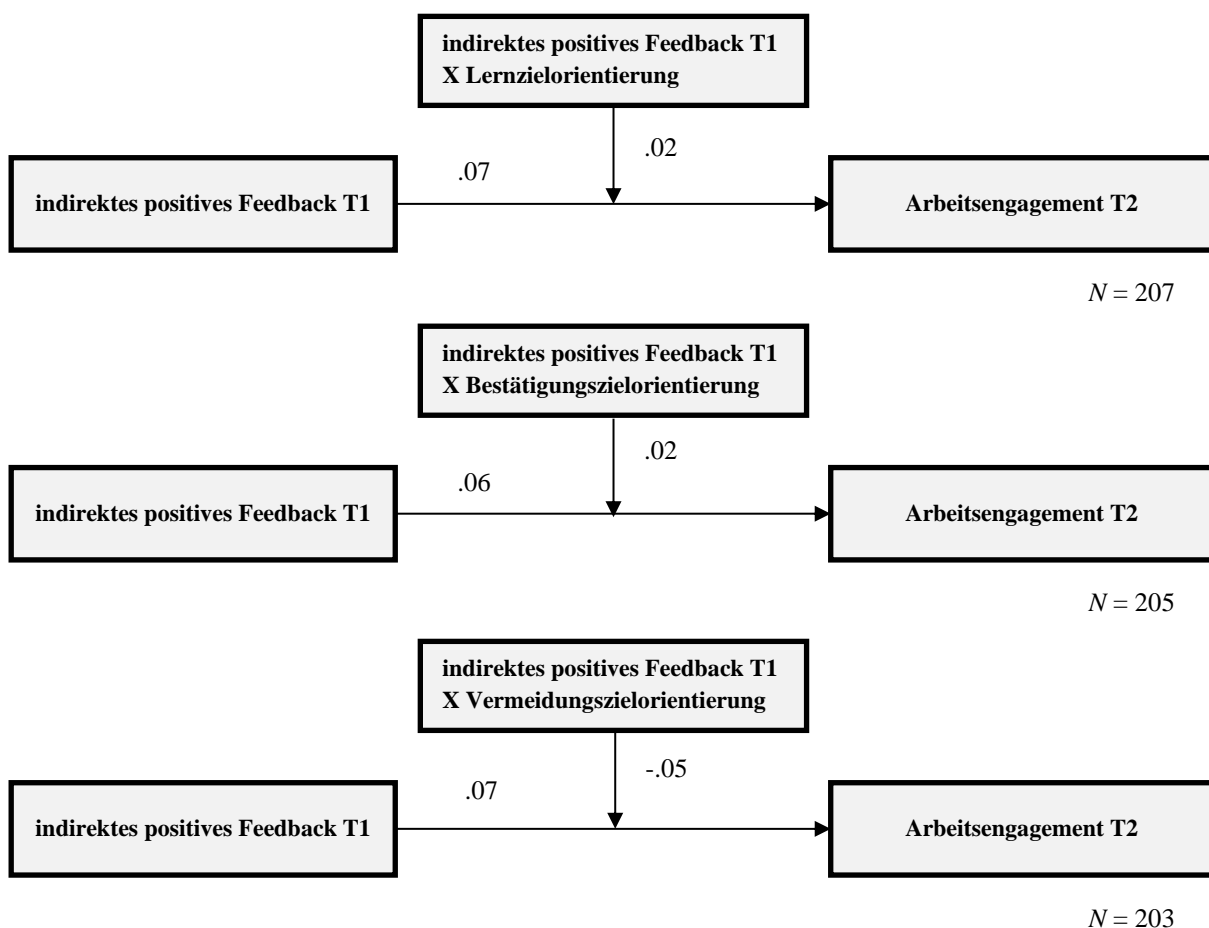 indirektes positives Feedback T1
X Lernzielorientierung
.07
.02
indirektes positives Feedback T1
Arbeitsengagement T2
N = 207
indirektes positives Feedback T1
X Bestätigungszielorientierung
.06
.02
indirektes positives Feedback T1
Arbeitsengagement T2
N = 205
indirektes positives Feedback T1
X Vermeidungszielorientierung
.07
-.05
indirektes positives Feedback T1
Arbeitsengagement T2
N = 203